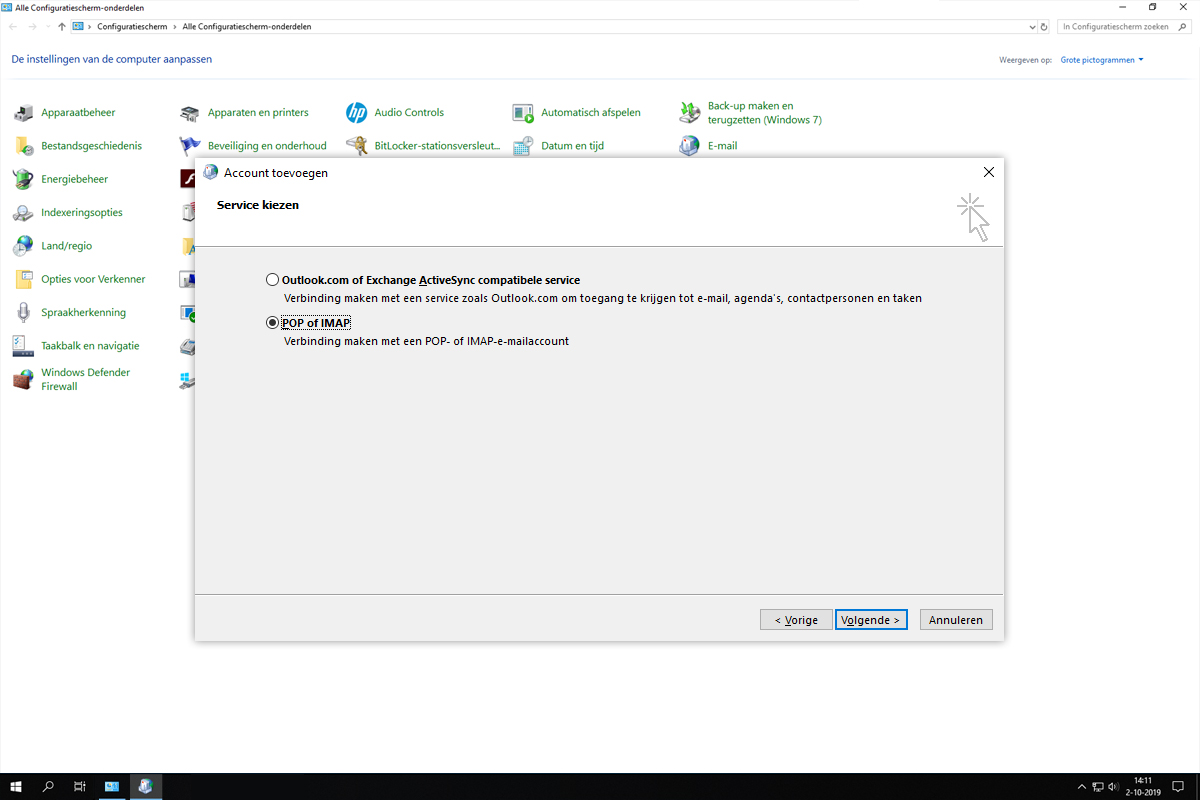 Alle Configuratiescherm-onderdelen
Configuratiescherm > Alle Configuratiescherm-onderdelen
In Configuratiescherm zoeken
De instellingen van de computer aanpassen
Weergeven op: Grote pictogrammen
Apparaatbeheer
Apparaten en printers
hp
Audio Controls
Automatisch afspelen
Back-up maken en
terugzetten (Windows 7)
Bestandsgeschiedenis
Beveiliging en onderhoud
BitLocker-stationsversleut...
Datum en tijd
E-mail
Energiebeheer
Indexeringsopties
Land/regio
Opties voor Verkenner
Spraakherkenning
Taakbalk en navigatie
Windows Defender
Firewall
Account toevoegen
Service kiezen
Outlook.com of Exchange ActiveSync compatibele service
Verbinding maken met een service zoals Outlook.com om toegang te krijgen tot e-mail, agenda's, contactpersonen en taken
POP of IMAP
Verbinding maken met een POP- of IMAP-e-mailaccount
< Vorige
Volgende >
Annuleren
14:11
2-10-2019